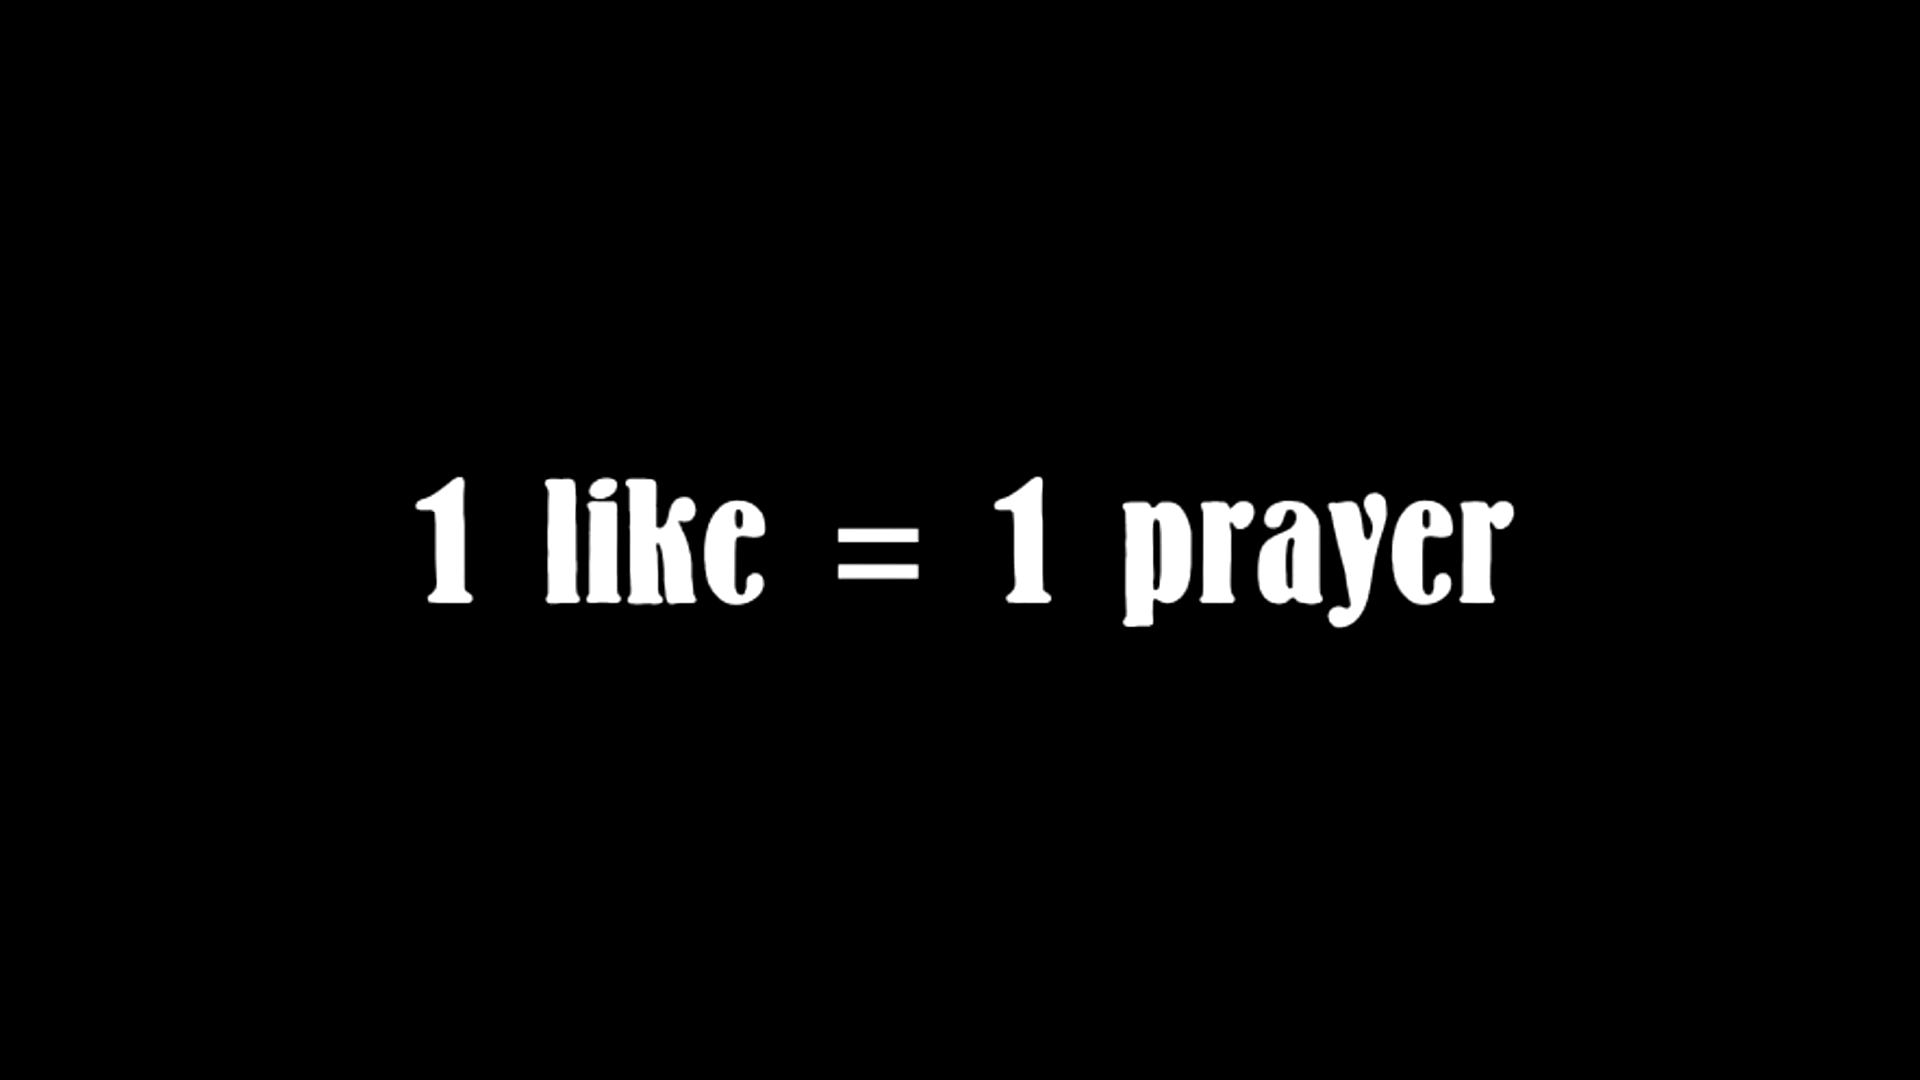 1 like = 1 prayer